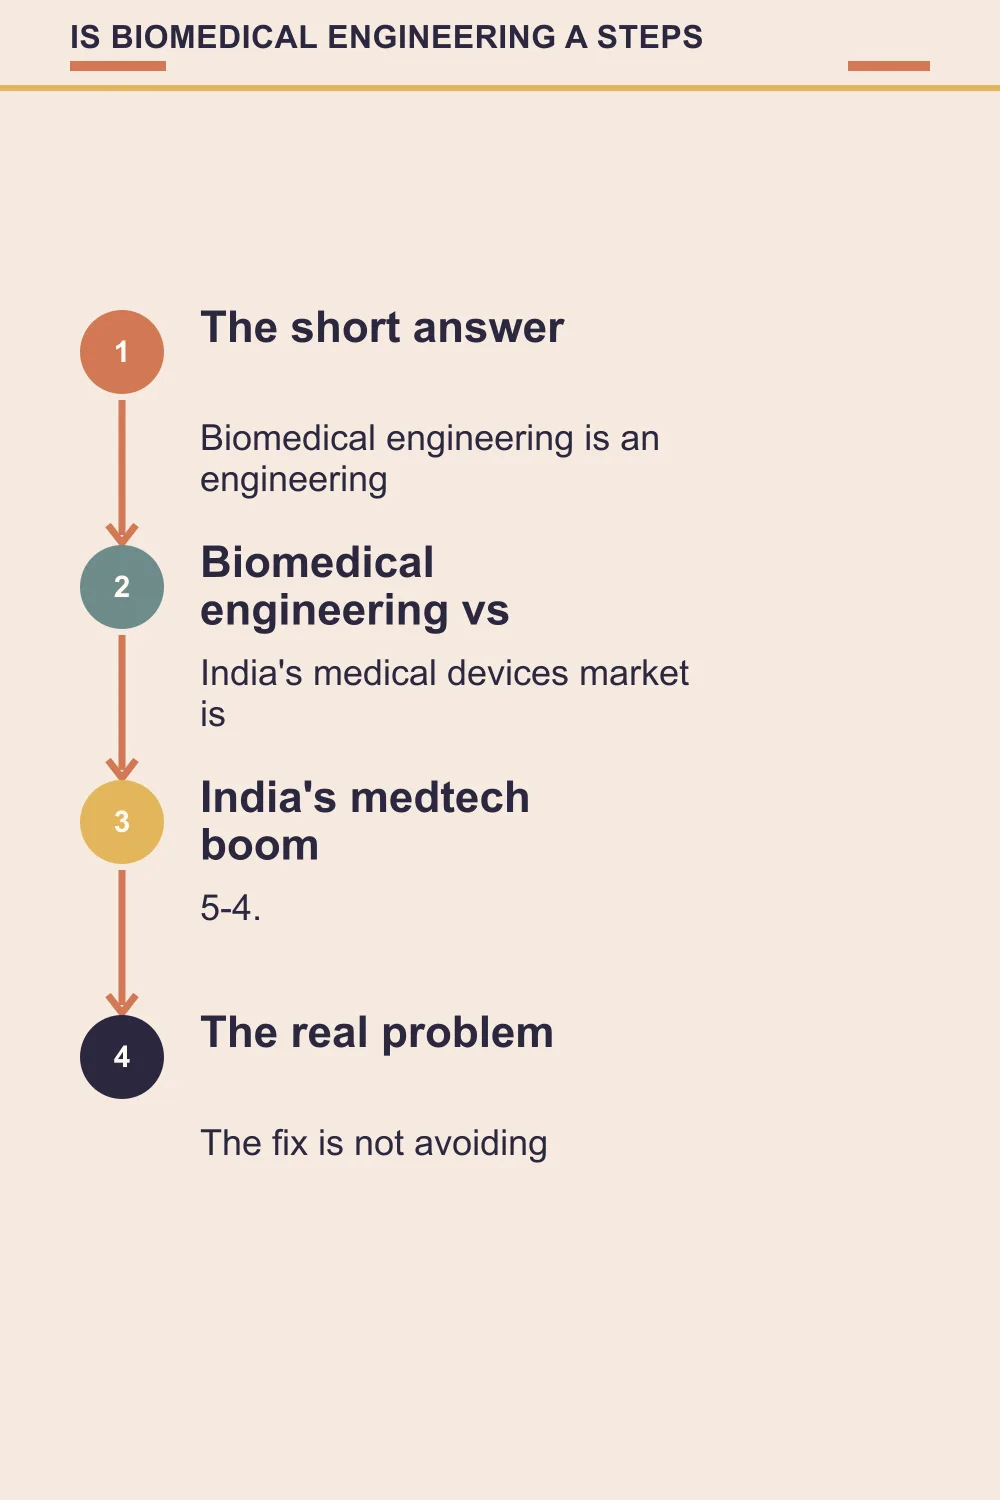 IS BIOMEDICAL ENGINEERING A STEPS
1
The short answer
Biomedical engineering is an
engineering
2
Biomedical
engineering vs
India's medical devices market
is
3
India's medtech
boom
5-4.
4
The real problem
The fix is not avoiding